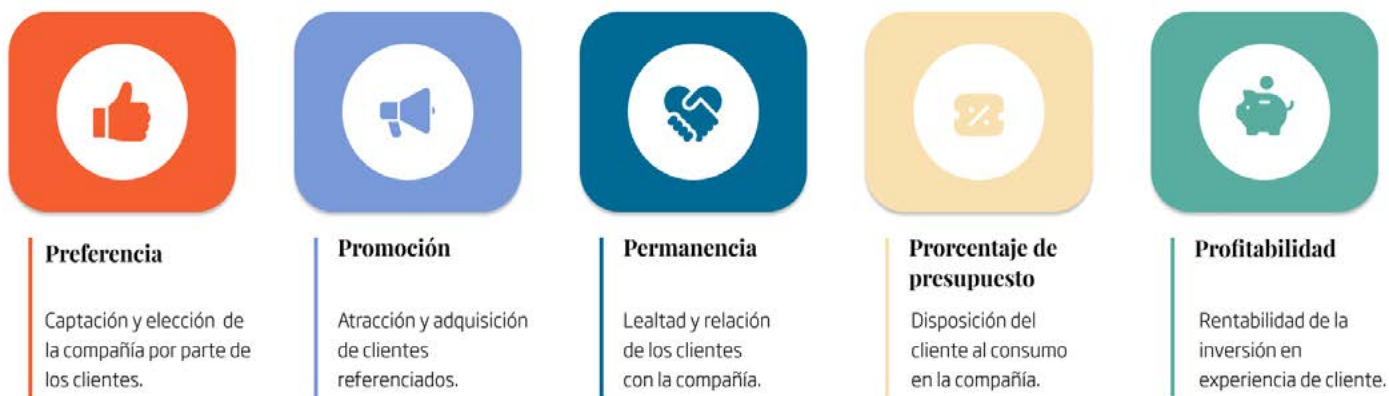 Preferencia
Captación y elección de
la compañía por parte de
los clientes.
Promoción
Atracción y adquisición
de clientes
referenciados.
Permanencia
Lealtad y relación
de los clientes
con la compañía.
Prorcentaje de
presupuesto
Disposición del
cliente al consumo
en la compañía.
Profitabilidad
Rentabilidad de la
inversión en
experiencia de cliente.